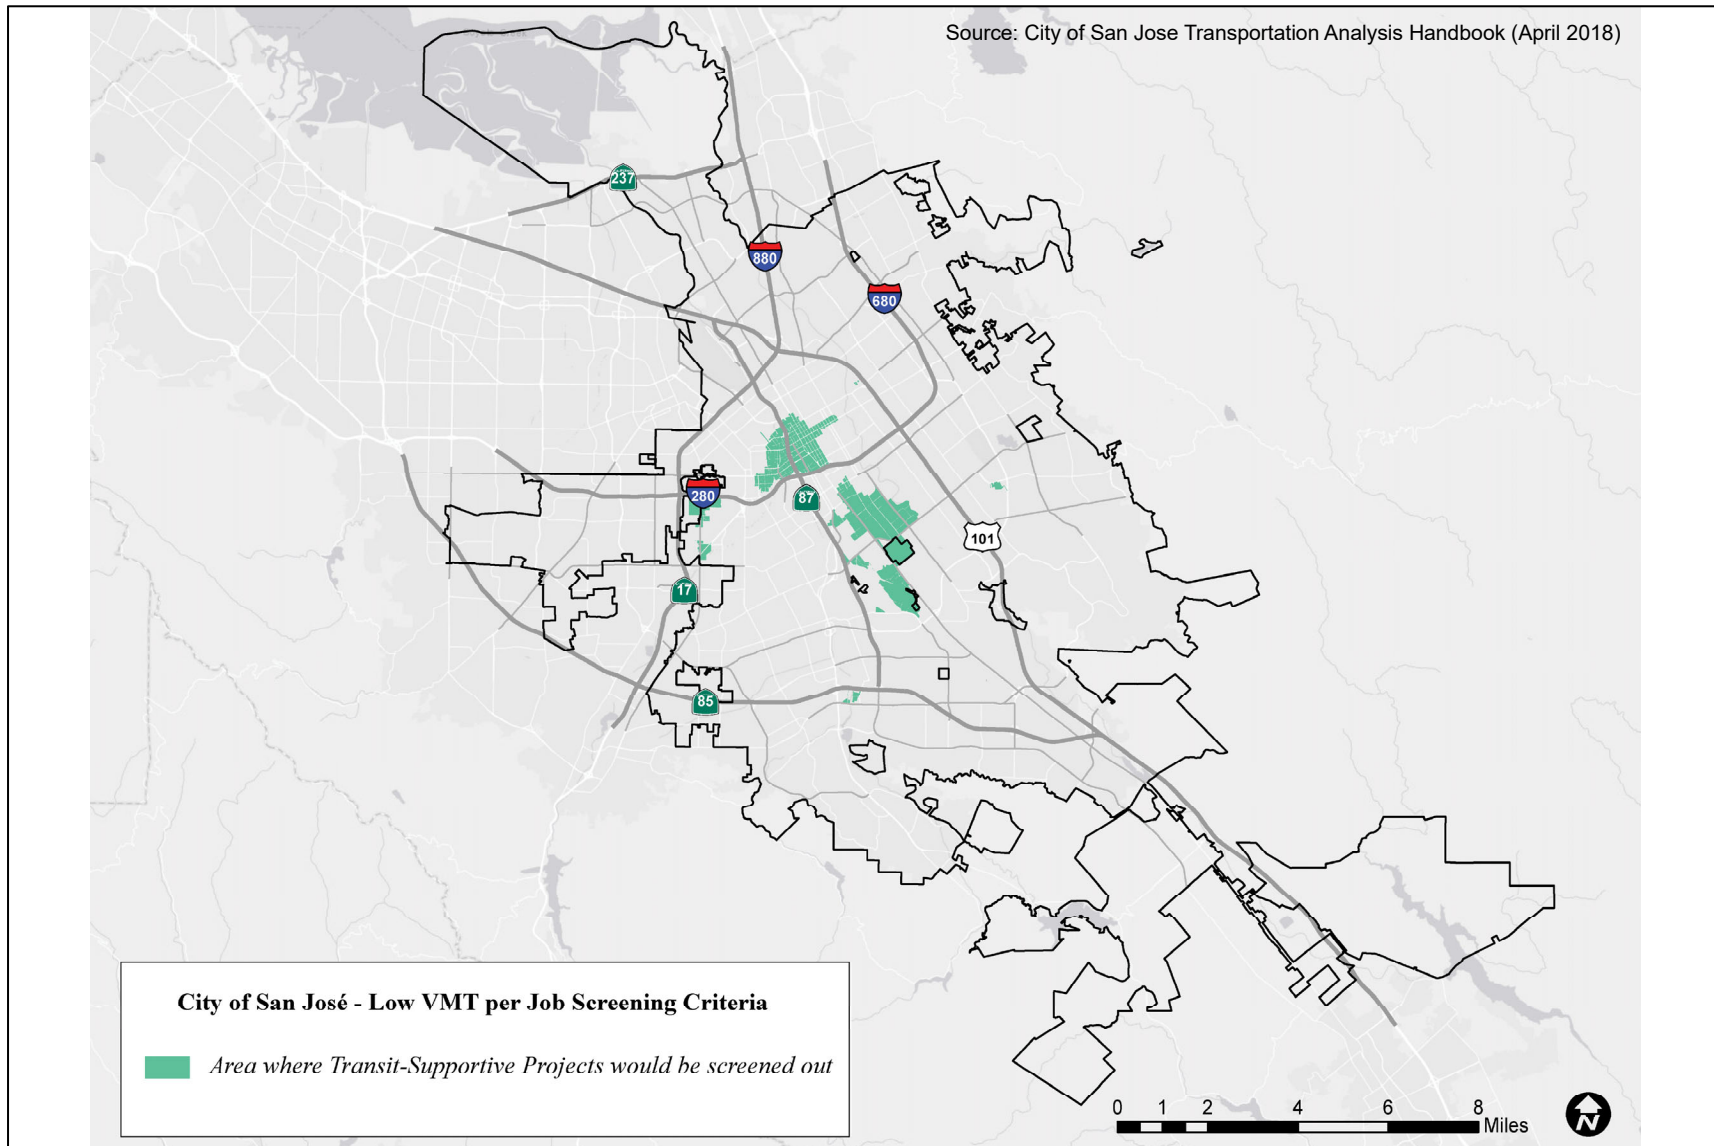 Source: City of San Jose Transportation Analysis Handbook (April 2018)
237
880
680
280
87
101
17
85
City of San José - Low VMT per Job Screening Criteria
Area where Transit-Supportive Projects would be screened out
0 1 2 4 6 8
Miles
N